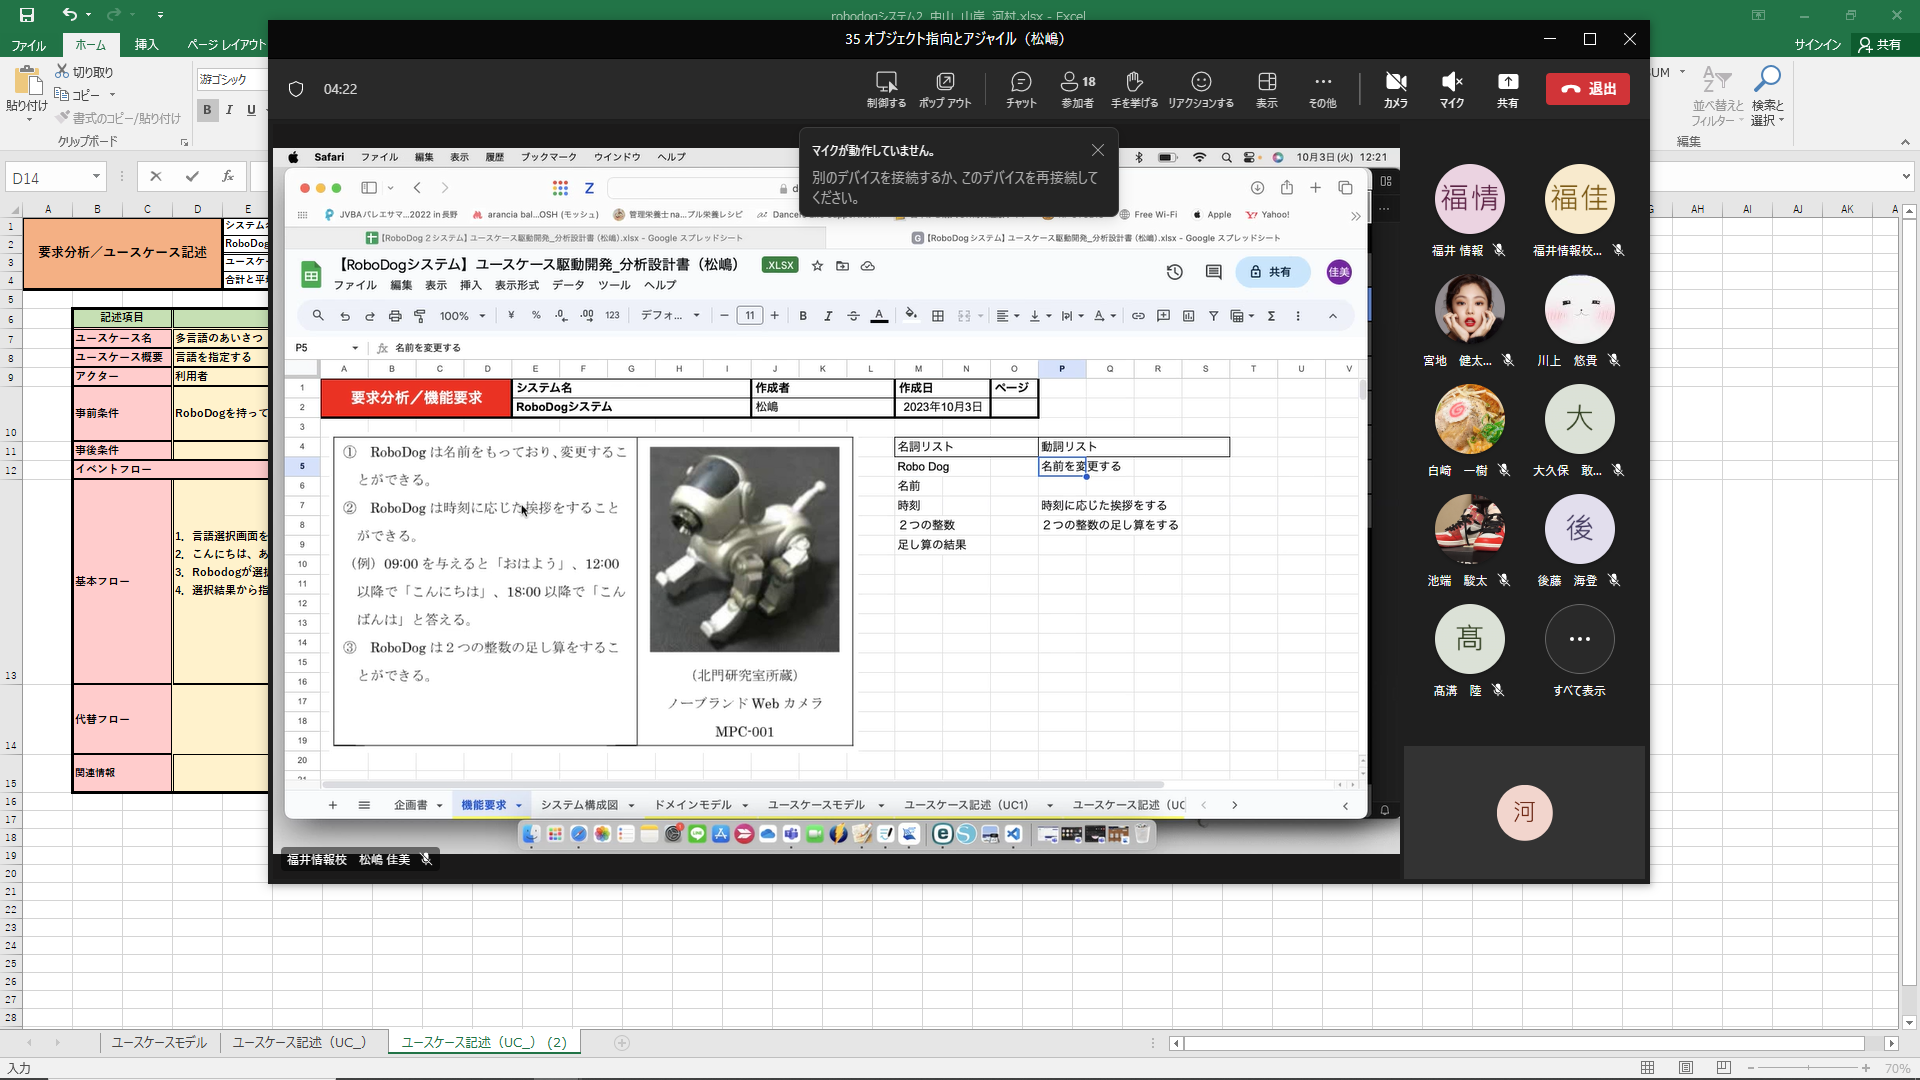 robodogシステム2_中山_山岸_河村.xlsx - Excel
ファイル
ホーム
挿入
ページ レイアウト
サインイン
共有
切り取り
コピー
書式のコピー/貼り付け
貼り付け
クリップボード
游ゴシック
B I U
並べ替えと
フィルター
検索と
選択
編集
D14
35 オブジェクト指向とアジャイル（松嶋）
04:22
制御する
ポップ アウト
チャット
18
参加者
手を挙げる
リアクションする
表示
その他
カメラ
マイク
共有
退出
マイクが動作していません。
別のデバイスを接続するか、このデバイスを再接続して
ください。
Safari ファイル 編集 表示 履歴 ブックマーク ウインドウ ヘルプ
10月3日(火) 12:21
JVBAバレエサマ...2022 in 長野
arancia bal...OSH (モッシュ)
管理栄養士na...プル栄養レシピ
Free Wi-Fi
Apple
Yahoo!
【RoboDog２システム】ユースケース駆動開発_分析設計書 (松嶋).xlsx - Google スプレッドシート
【RoboDogシステム】ユースケース駆動開発_分析設計書 (松嶋).xlsx - Google スプレッドシート
【RoboDogシステム】ユースケース駆動開発_分析設計書（松嶋）
.XLSX
共有
佳美
ファイル 編集 表示 挿入 表示形式 データ ツール ヘルプ
100%
¥ % .0 .00 123
デフォ...
11
B I
P5
名前を変更する
A B C D E F G H I J K L M N O P Q R S T U V
要求分析／機能要求
システム名
作成者
作成日
ページ
RoboDogシステム
松嶋
2023年10月3日
① RoboDog は名前をもっており、変更するこ
とができる。
② RoboDog は時刻に応じた挨拶をすること
ができる。
（例）09:00 を与えると「おはよう」、12:00
以降で「こんにちは」、18:00 以降で「こん
ばんは」と答える。
③ RoboDog は２つの整数の足し算をするこ
とができる。
（北門研究室所蔵）
ノーブランド Web カメラ
MPC-001
名詞リスト
動詞リスト
Robo Dog
名前を変更する
名前
時刻
時刻に応じた挨拶をする
２つの整数
２つの整数の足し算をする
足し算の結果
企画書
機能要求
システム構成図
ドメインモデル
ユースケースモデル
ユースケース記述（UC1）
ユースケース記述（UC
福井情報校 松嶋 佳美
福情
福井 情報
福佳
福井情報校...
宮地 健太...
川上 悠貴
白崎 一樹
大
大久保 敢...
池端 駿太
後
後藤 海登
髙
髙溝 陸
すべて表示
河
要求分析／ユースケース記述
システム
RoboDog
ユースケー
合計と平
記述項目
ユースケース名
多言語のあいさつ
ユースケース概要
言語を指定する
アクター
利用者
事前条件
RoboDogを持って
事後条件
イベントフロー
基本フロー
1. 言語選択画面を
2. こんにちは、あ
3. Robodogが選択
4. 選択結果から指
代替フロー
関連情報
ユースケースモデル
ユースケース記述（UC_）
ユースケース記述（UC_） (2)
入力
70%